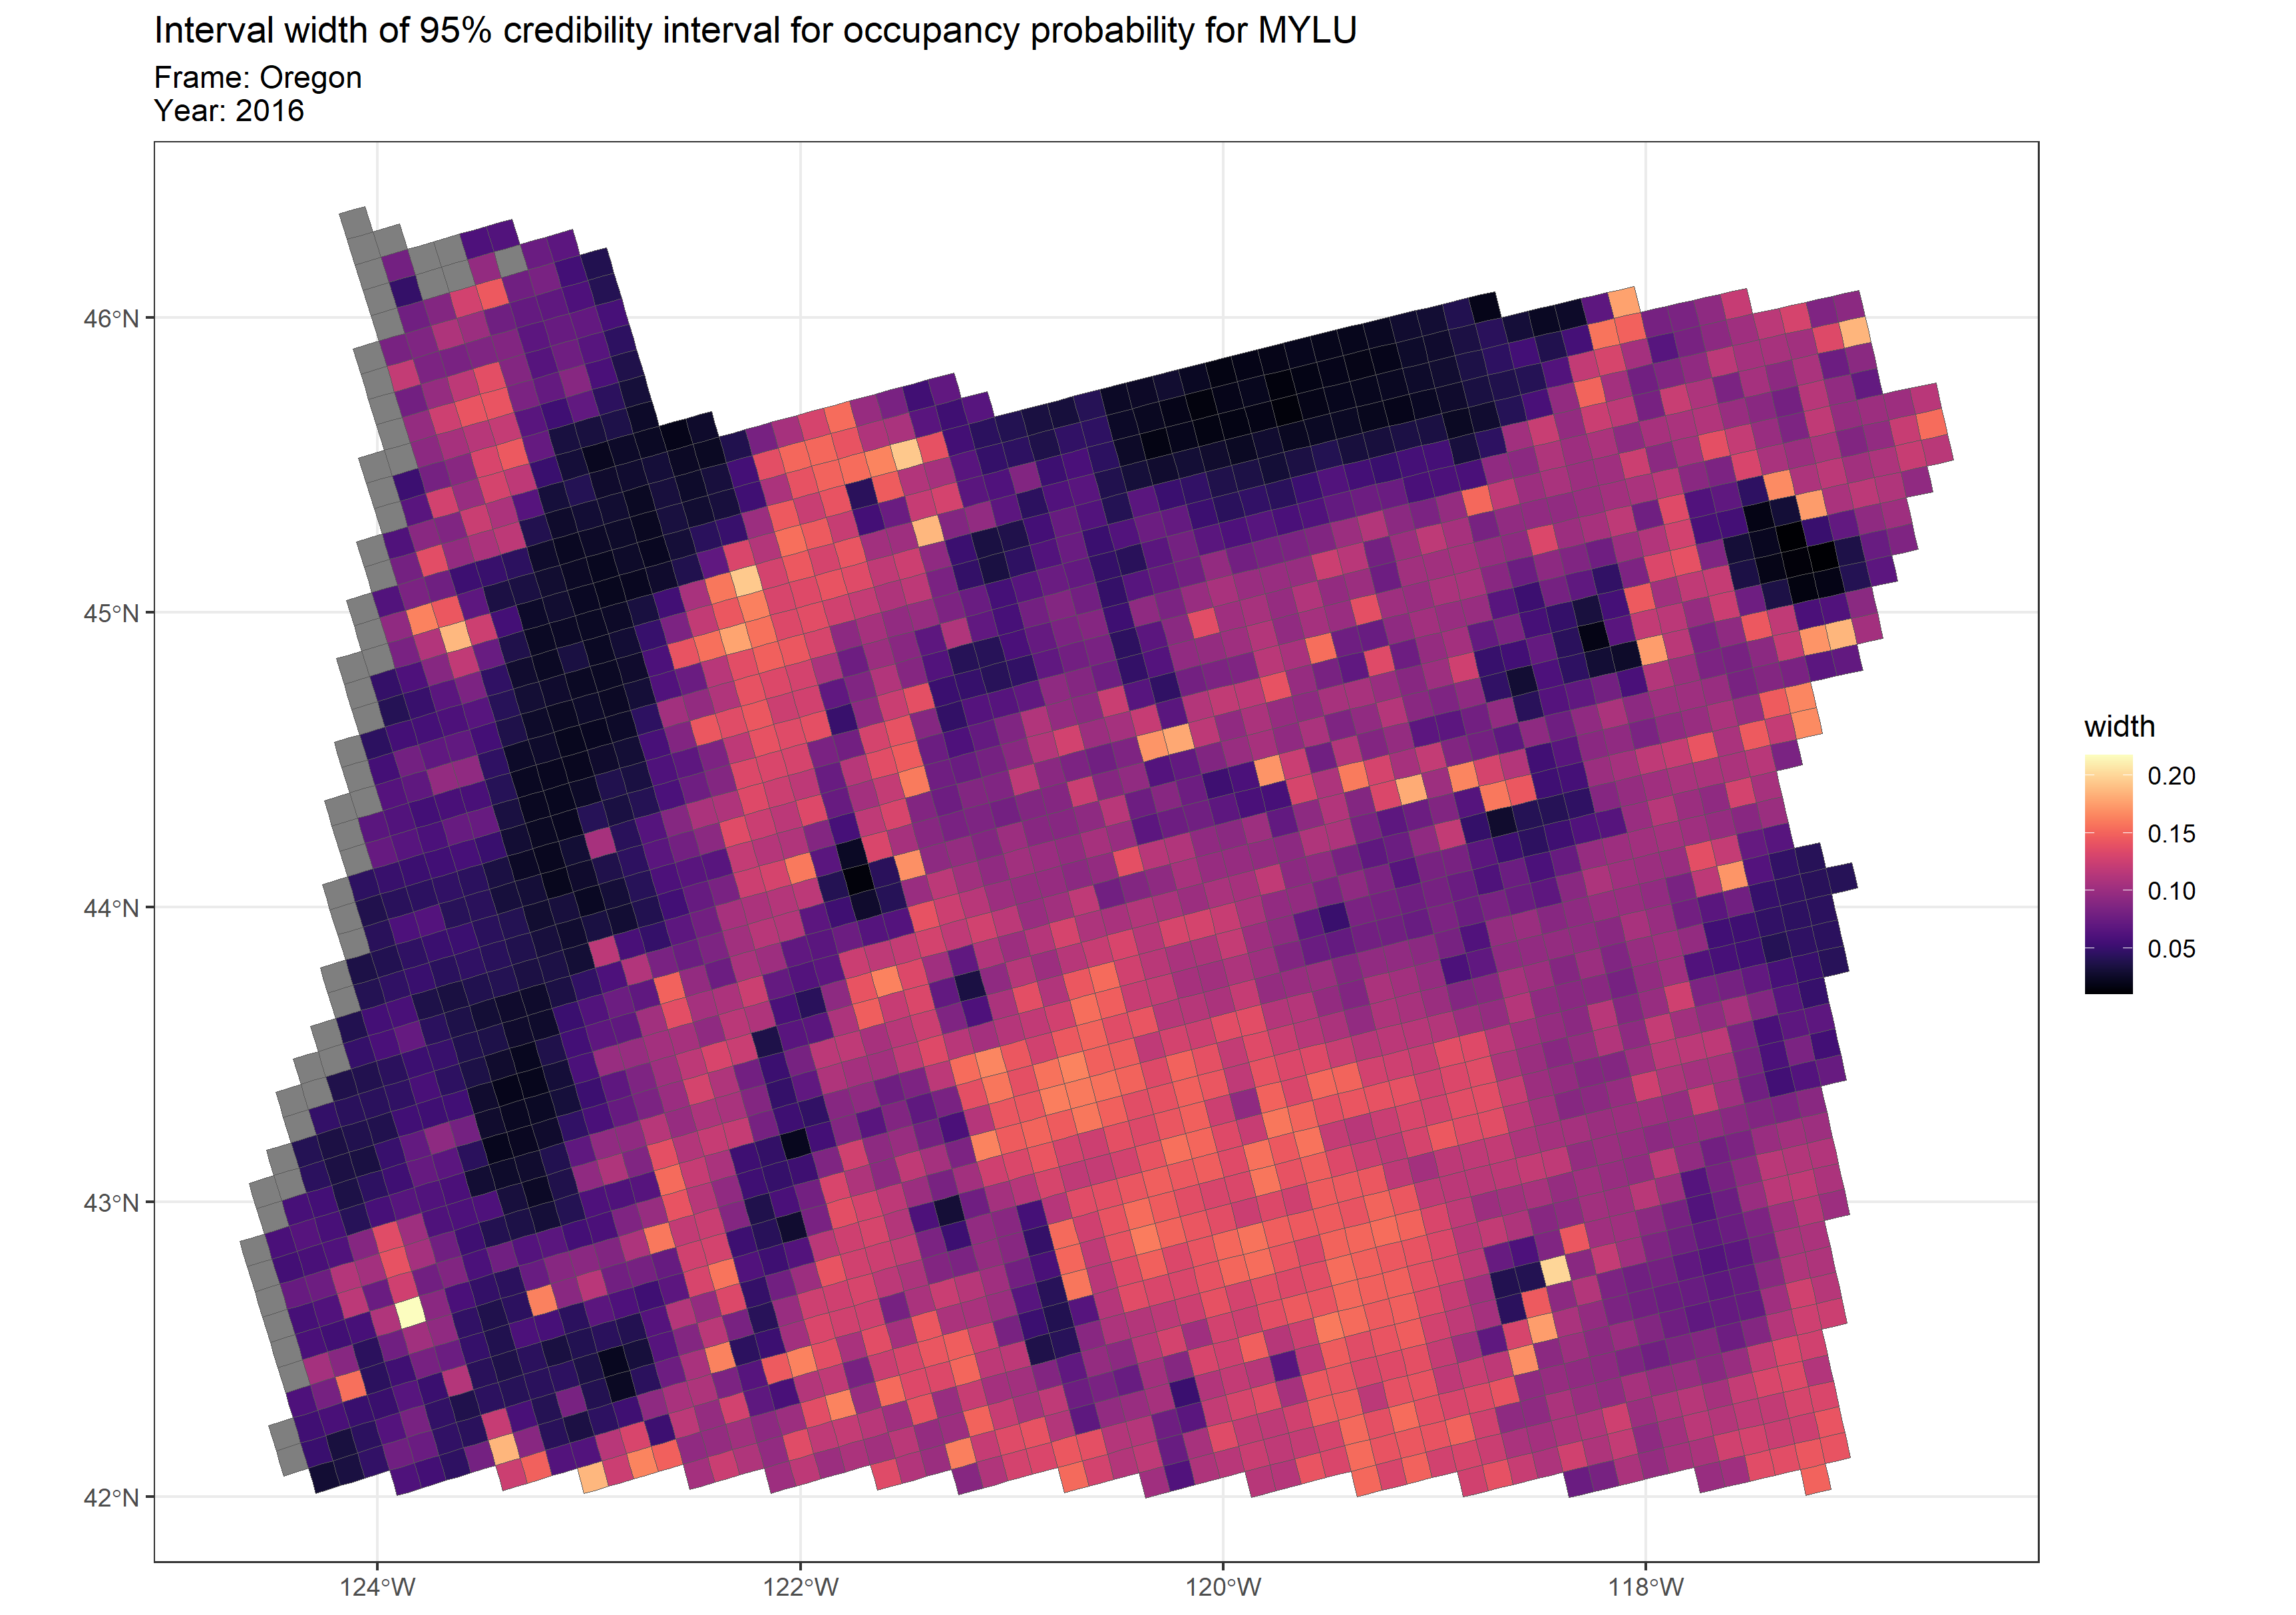 Interval width of 95% credibility interval for occupancy probability for MYLU
Frame: Oregon
Year: 2016
46°N
45°N
44°N
43°N
42°N
124°W
122°W
120°W
118°W
width
0.20
0.15
0.10
0.05